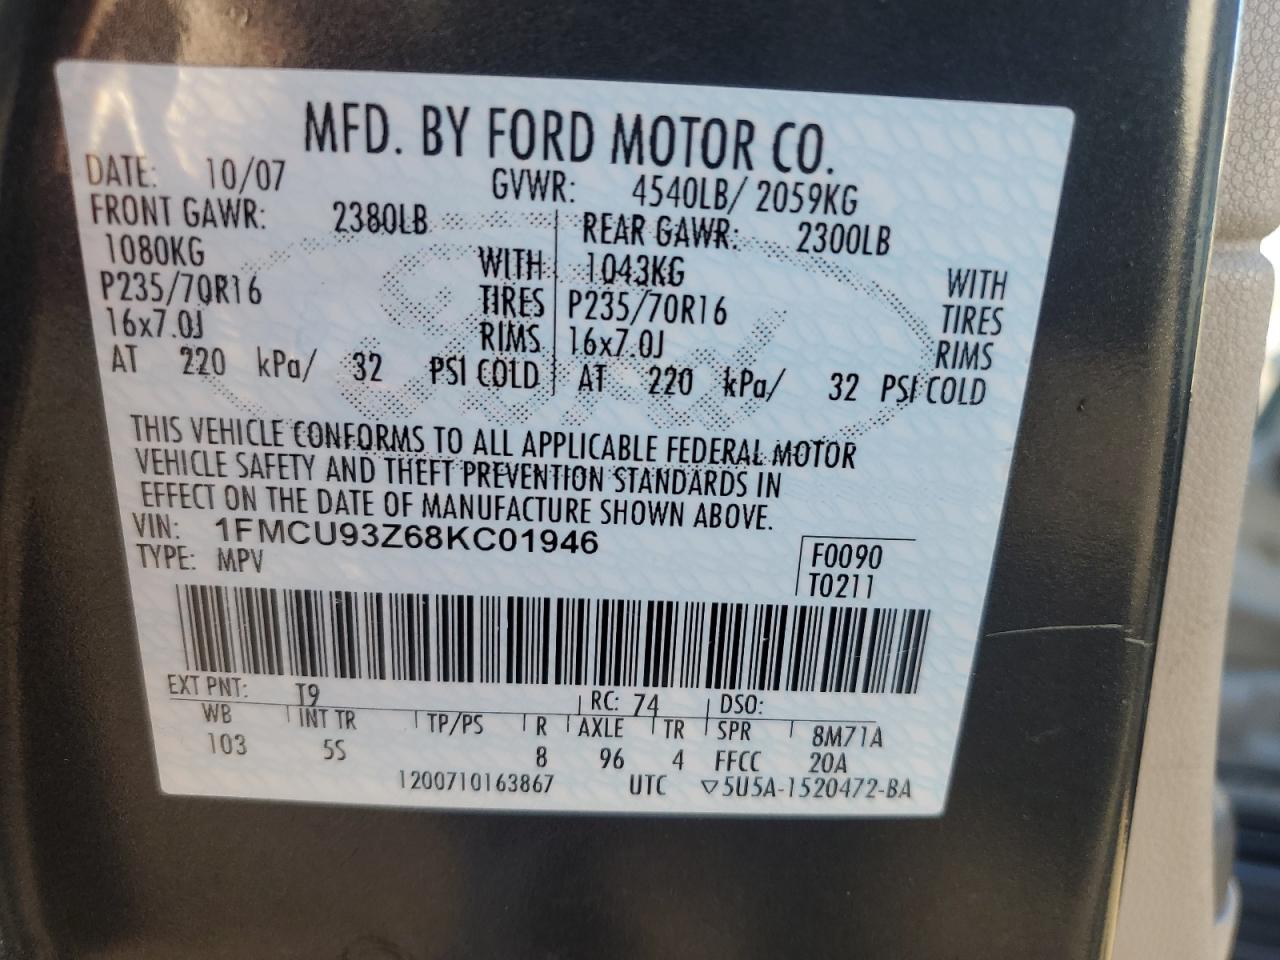 MFD. BY FORD MOTOR CO.
DATE: 10/07 GVWR: 4540LB/ 2059KG
FRONT GAWR: 2380LB REAR GAWR: 2300LB
1080KG WITH 1043KG WITH
P235/70R16 TIRES P235/70R16 TIRES
16x7.0J RIMS 16x7.0J RIMS
AT 220 kPa/ 32 PSI COLD AT 220 kPa/ 32 PSI COLD
THIS VEHICLE CONFORMS TO ALL APPLICABLE FEDERAL MOTOR
VEHICLE SAFETY AND THEFT PREVENTION STANDARDS IN
EFFECT ON THE DATE OF MANUFACTURE SHOWN ABOVE.
VIN: 1FMCU93Z68KC01946 F0090
TYPE: MPV T0211
EXT PNT: T9 RC: 74 DSO:
WB INT TR TP/PS R AXLE TR SPR 8M71A
103 5S 8 96 4 FFCC 20A
1200710163867 UTC ▽5U5A-1520472-BA